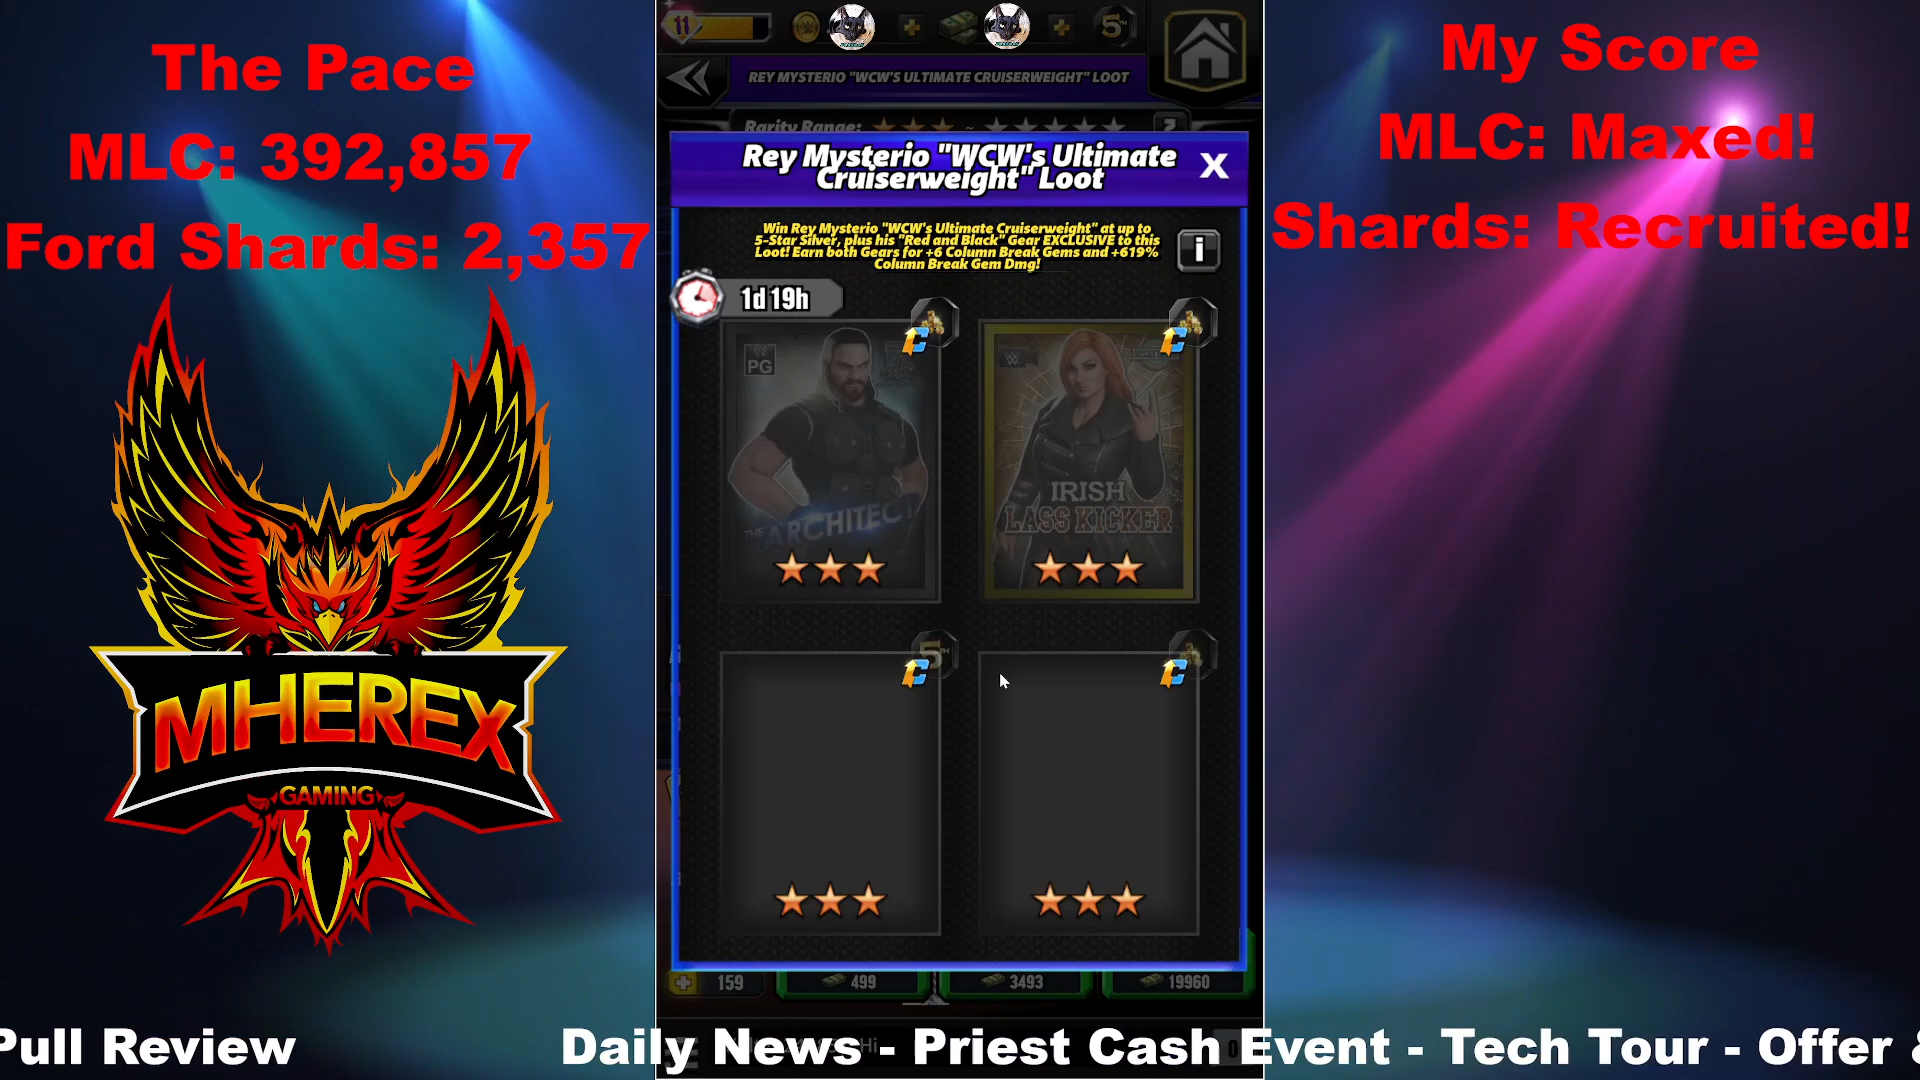 The Pace
MLC: 392,857
Ford Shards: 2,357
MHEREX
GAMING
11
5TH
REY MYSTERIO "WCW'S ULTIMATE CRUISERWEIGHT" LOOT
Rarity Range: ~ ?
Rey Mysterio "WCW's Ultimate
Cruiserweight" Loot
X
Win Rey Mysterio "WCW's Ultimate Cruiserweight" at up to
5-Star Silver, plus his "Red and Black" Gear EXCLUSIVE to this
Loot! Earn both Gears for +6 Column Break Gems and +619%
Column Break Gem Dmg!
i
1d 19h
PG
THE ARCHITECT
W
IRISH
LASS KICKER
5TH
159
499
3493
19960
My Score
MLC: Maxed!
Shards: Recruited!
Pull Review
Daily News - Priest Cash Event - Tech Tour - Offer &